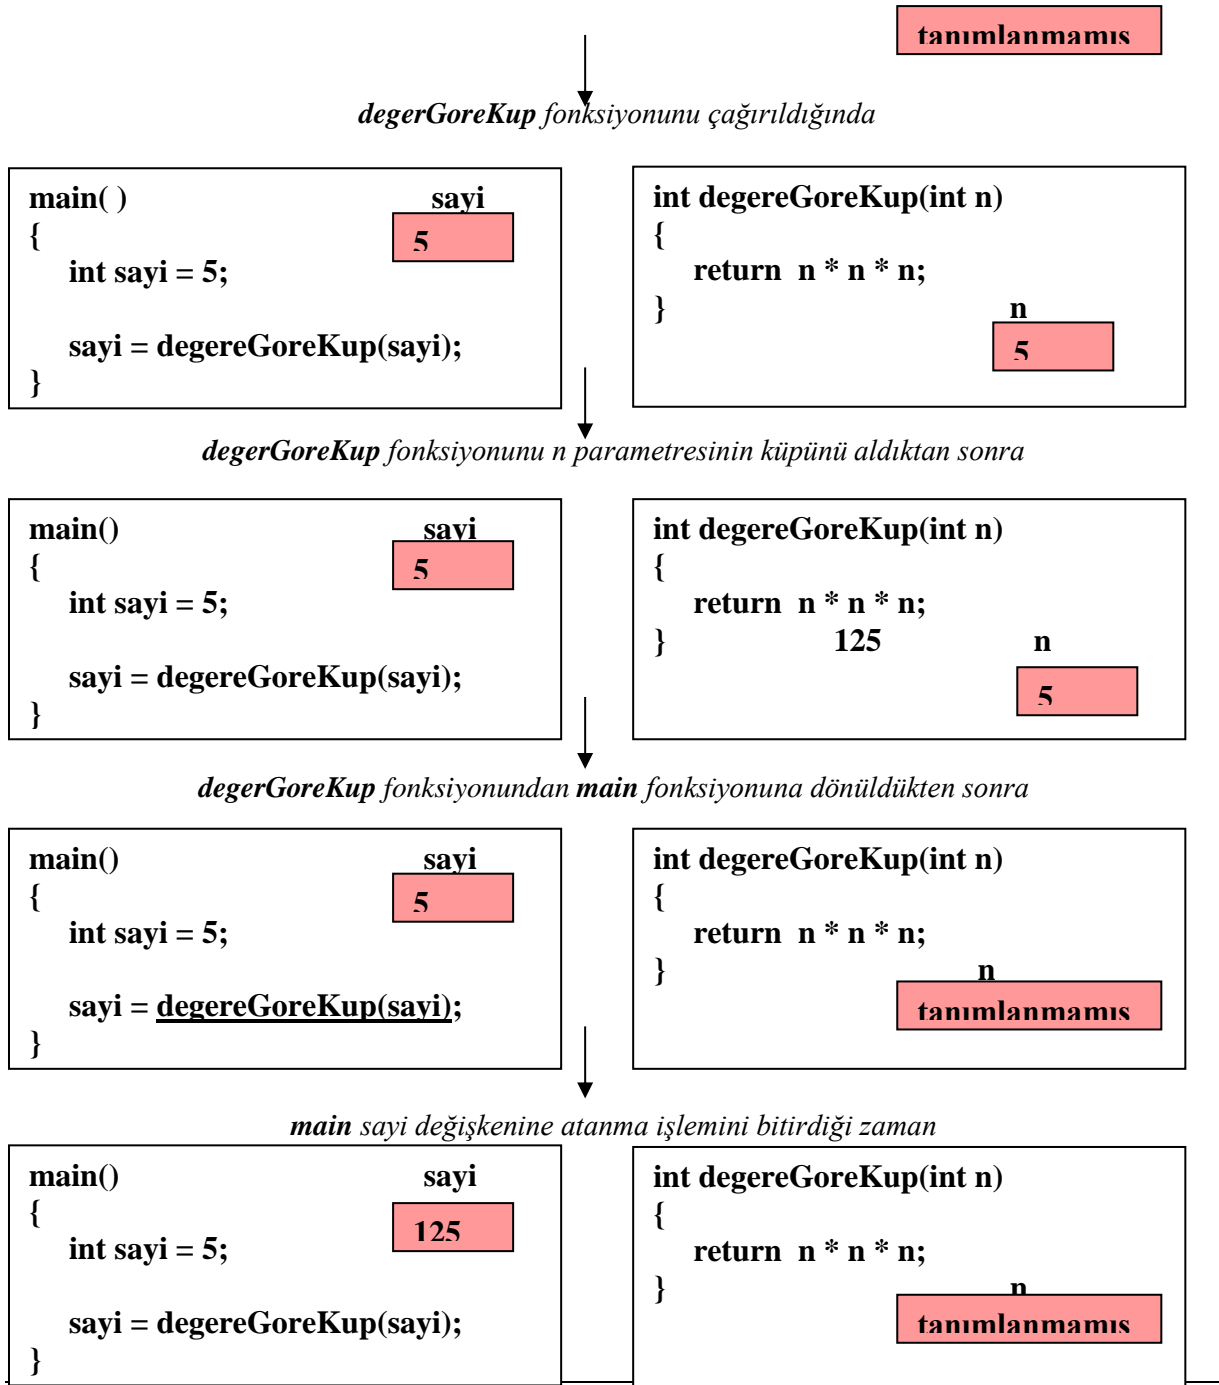 tanımlanmamış
degerGoreKup fonksiyonunu çağırıldığında
main( )
sayi
{
5
int sayi = 5;
sayi = degereGoreKup(sayi);
}
int degereGoreKup(int n)
{
return n * n * n;
}
n
5
degerGoreKup fonksiyonunu n parametresinin küpünü aldıktan sonra
main()
sayi
{
5
int sayi = 5;
sayi = degereGoreKup(sayi);
}
int degereGoreKup(int n)
{
return n * n * n;
} 125 n
5
degerGoreKup fonksiyonundan main fonksiyonuna dönüldükten sonra
main()
sayi
{
5
int sayi = 5;
sayi = degereGoreKup(sayi);
}
int degereGoreKup(int n)
{
return n * n * n;
}
n
tanımlanmamış
main sayi değişkenine atanma işlemini bitirdiği zaman
main()
sayi
{
125
int sayi = 5;
sayi = degereGoreKup(sayi);
}
int degereGoreKup(int n)
{
return n * n * n;
}
n
tanımlanmamış